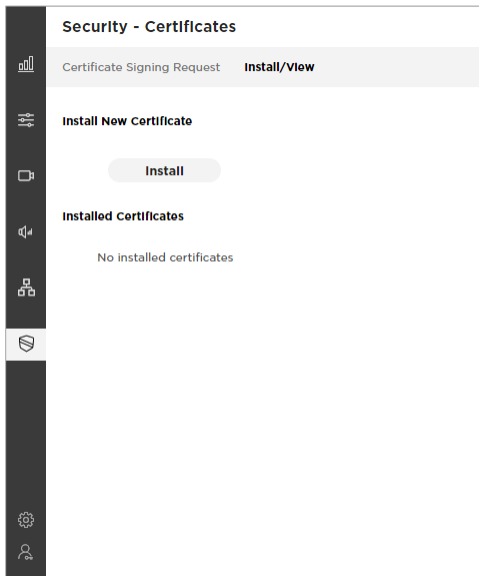 Security - Certificates
Certificate Signing Request Install/View
Install New Certificate
Install
Installed Certificates
No installed certificates